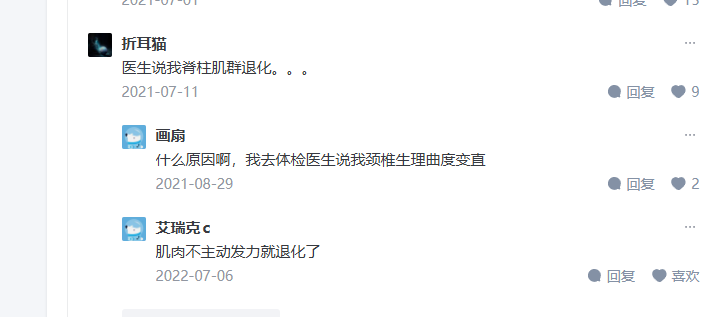 2021-07-01 回复 15
折耳猫 ...
医生说我脊柱肌群退化。。。
2021-07-11 回复 9
画扇 ...
什么原因啊，我去体检医生说我颈椎生理曲度变直
2021-08-29 回复 2
艾瑞克c ...
肌肉不主动发力就退化了
2022-07-06 回复 喜欢